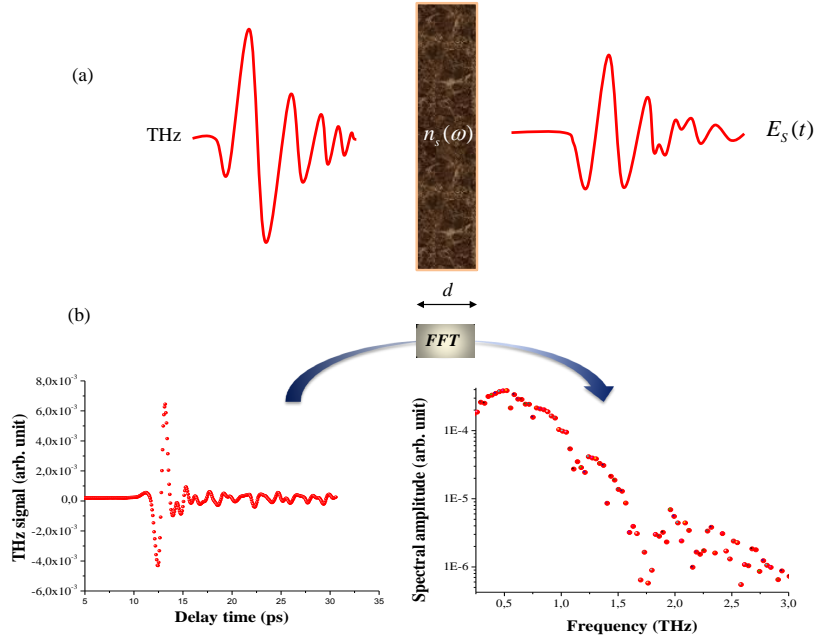 (a)
THz
n_s(ω)
E_S(t)
d
(b)
FFT
8,0x10⁻³
6,0x10⁻³
4,0x10⁻³
2,0x10⁻³
0,0
-2,0x10⁻³
-4,0x10⁻³
-6,0x10⁻³
THz signal (arb. unit)
5 10 15 20 25 30 35
Delay time (ps)
1E-4
1E-5
1E-6
Spectral amplitude (arb. unit)
0,5 1,0 1,5 2,0 2,5 3,0
Frequency (THz)